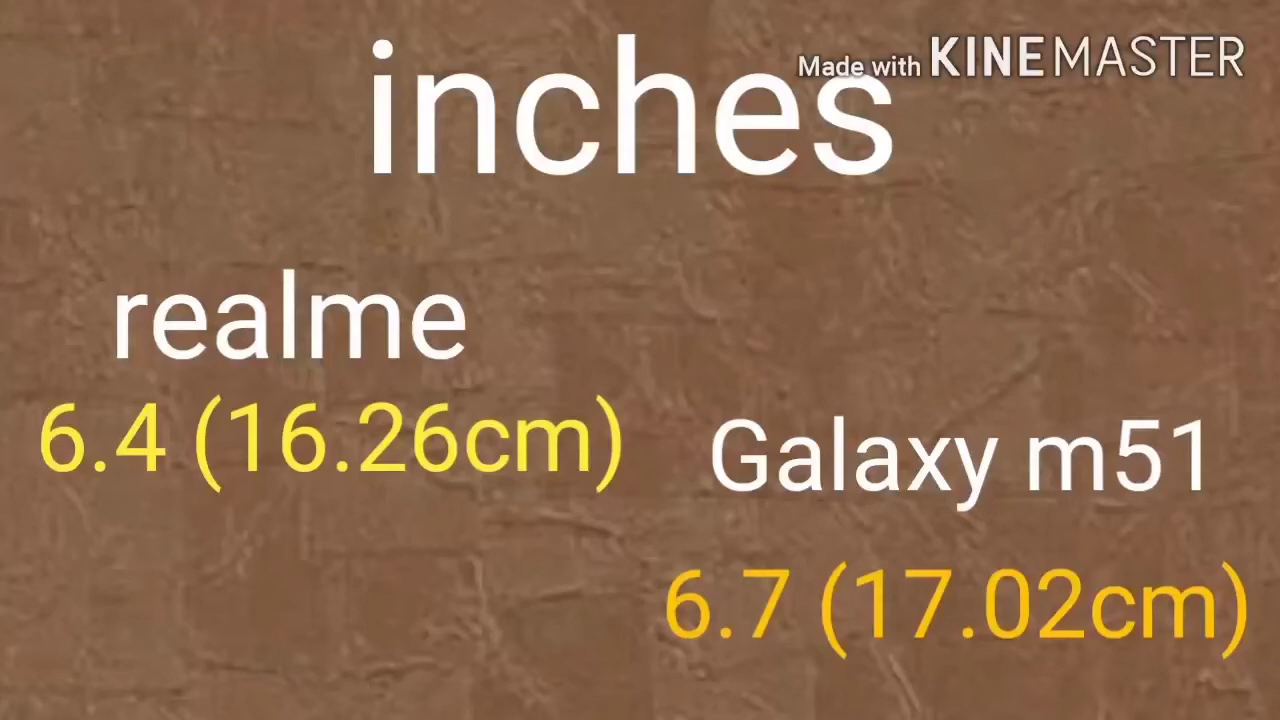 Made with KINEMASTER
inches
realme
6.4 (16.26cm)
Galaxy m51
6.7 (17.02cm)